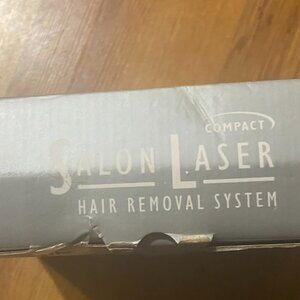 COMPACT
SALON LASER
HAIR REMOVAL SYSTEM